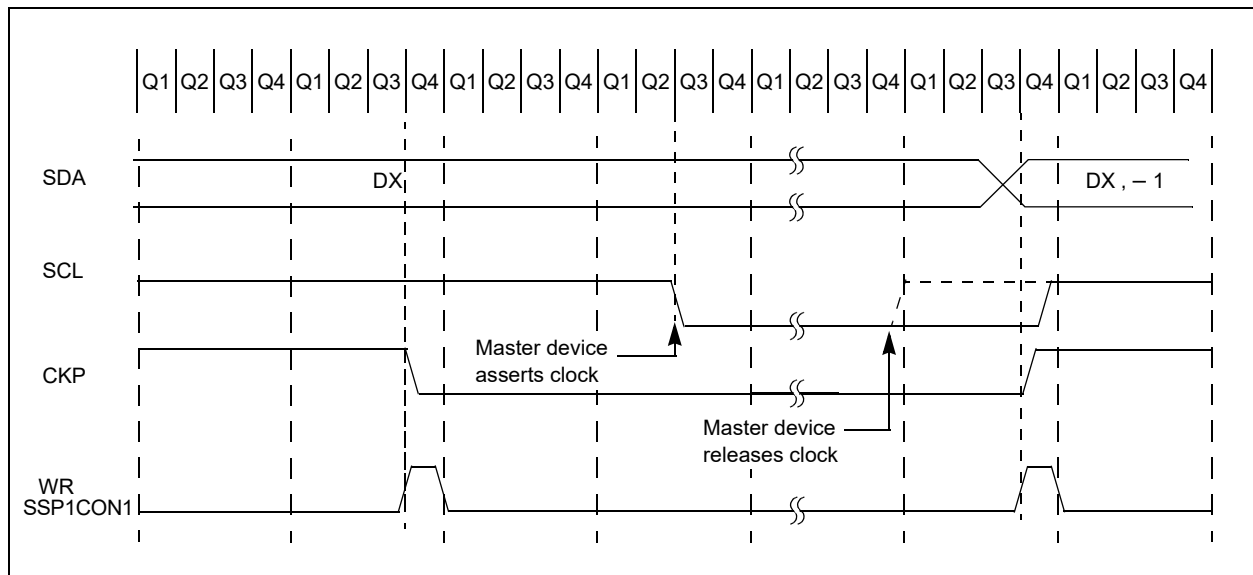 Q1 Q2 Q3 Q4 Q1 Q2 Q3 Q4 Q1 Q2 Q3 Q4 Q1 Q2 Q3 Q4 Q1 Q2 Q3 Q4 Q1 Q2 Q3 Q4 Q1 Q2 Q3 Q4
SDA
DX
DX , – 1
SCL
Master device
asserts clock
CKP
Master device
releases clock
WR
SSP1CON1